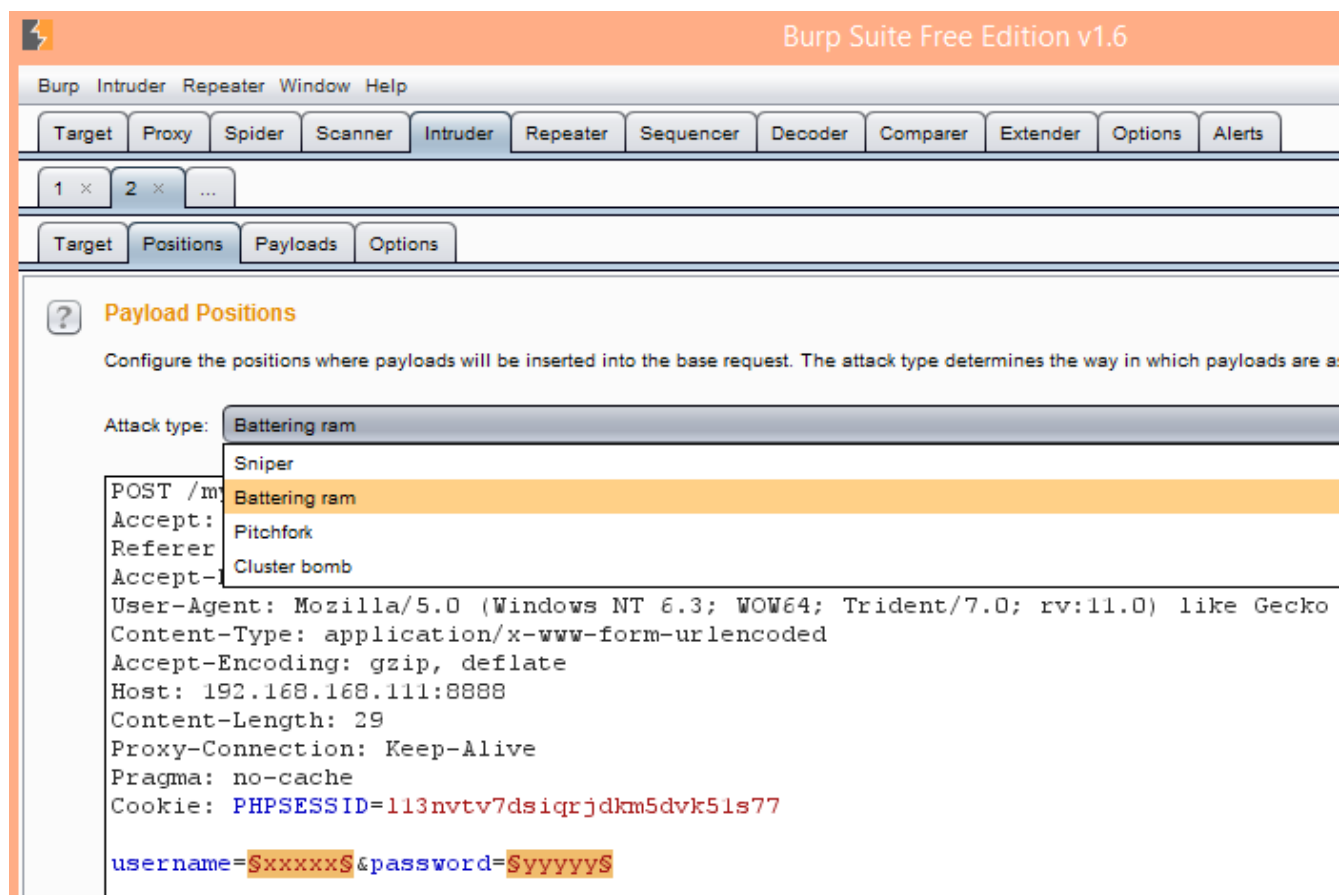 Burp Suite Free Edition v1.6
Burp Intruder Repeater Window Help
Target Proxy Spider Scanner Intruder Repeater Sequencer Decoder Comparer Extender Options Alerts
1 × 2 × ...
Target Positions Payloads Options
? Payload Positions
Configure the positions where payloads will be inserted into the base request. The attack type determines the way in which payloads are
Attack type: Battering ram
Sniper
Battering ram
Pitchfork
Cluster bomb
POST /my
Accept:
Referer
Accept-
User-Agent: Mozilla/5.0 (Windows NT 6.3; WOW64; Trident/7.0; rv:11.0) like Gecko
Content-Type: application/x-www-form-urlencoded
Accept-Encoding: gzip, deflate
Host: 192.168.168.111:8888
Content-Length: 29
Proxy-Connection: Keep-Alive
Pragma: no-cache
Cookie: PHPSESSID=l13nvtv7dsiqrjdkm5dvk51s77
username=§xxxxx§&password=§yyyyy§